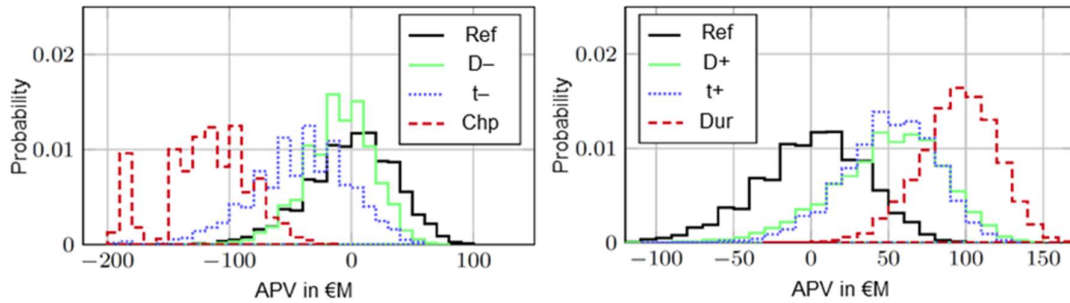 0.02
0.01
0
Probability
−200
−100
0
100
APV in €M
Ref
D–
t–
Chp
0.02
0.01
0
Probability
−100
−50
0
50
100
150
APV in €M
Ref
D+
t+
Dur